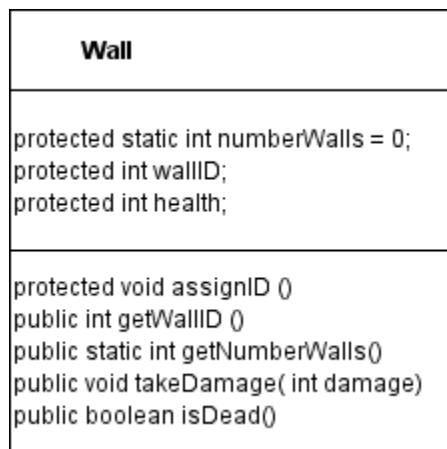 Wall
protected static int numberWalls = 0;
protected int wallID;
protected int health;
protected void assignID ()
public int getWallID ()
public static int getNumberWalls()
public void takeDamage( int damage)
public boolean isDead()